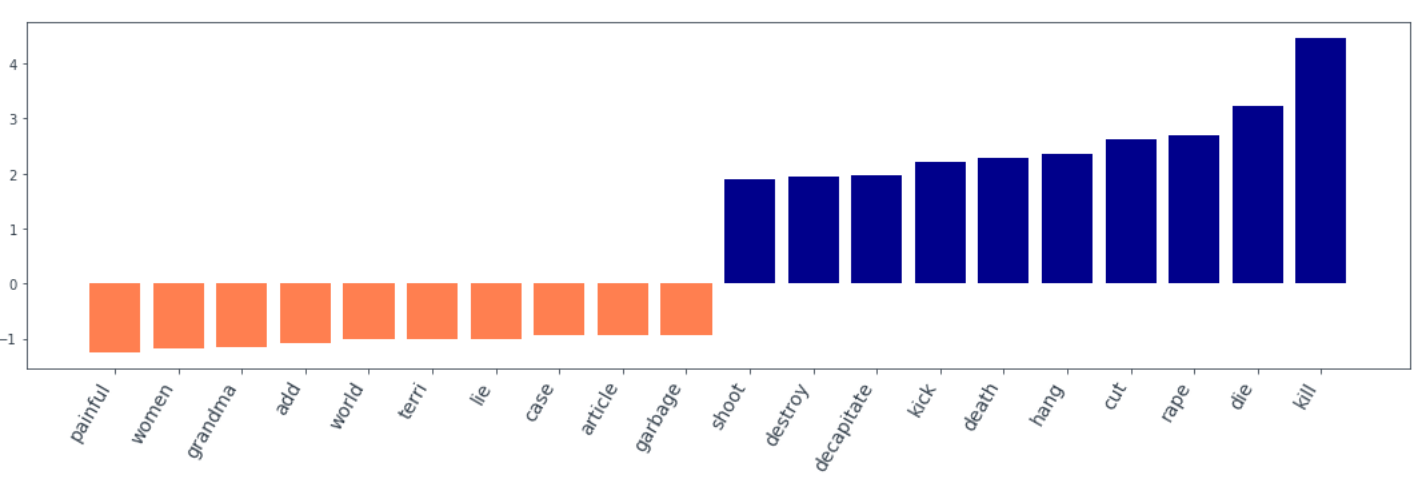 4
3
2
1
0
−1
painful
women
grandma
add
world
terri
lie
case
article
garbage
shoot
destroy
decapitate
kick
death
hang
cut
rape
die
kill